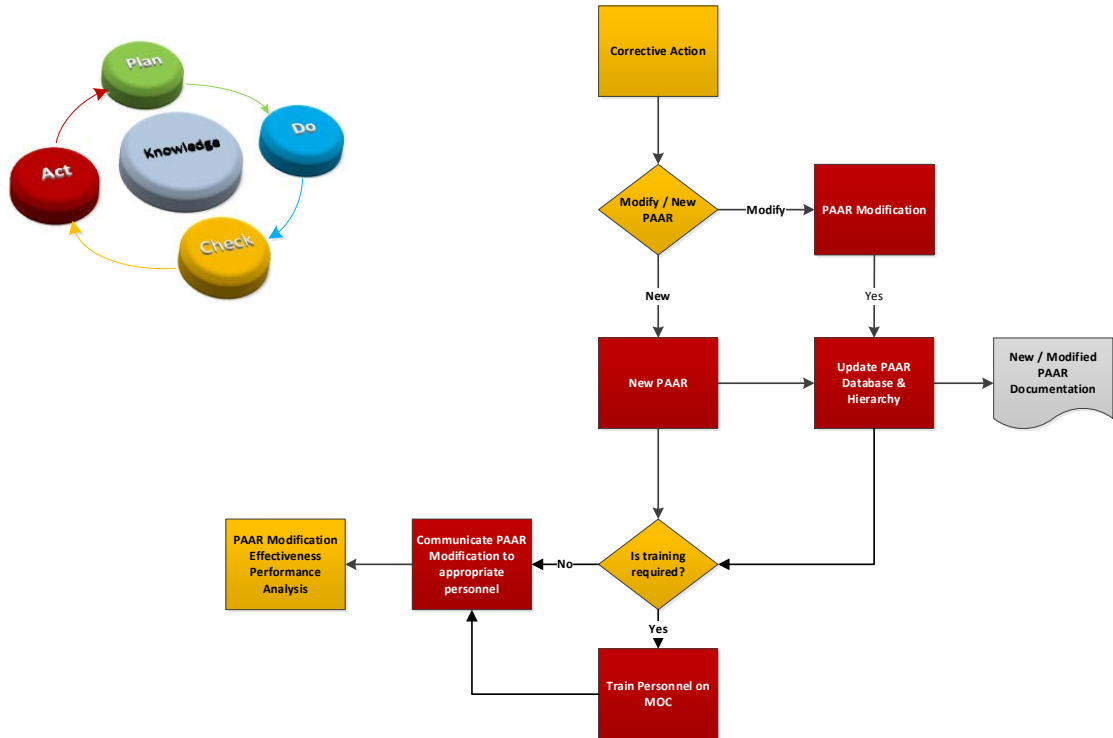 Plan
Do
Knowledge
Act
Check
Corrective Action
Modify / New
PAAR
Modify
PAAR Modification
New
Yes
New PAAR
Update PAAR
Database &
Hierarchy
New / Modified
PAAR
Documentation
PAAR Modification
Effectiveness
Performance
Analysis
Communicate PAAR
Modification to
appropriate
personnel
No
Is training
required?
Yes
Train Personnel on
MOC